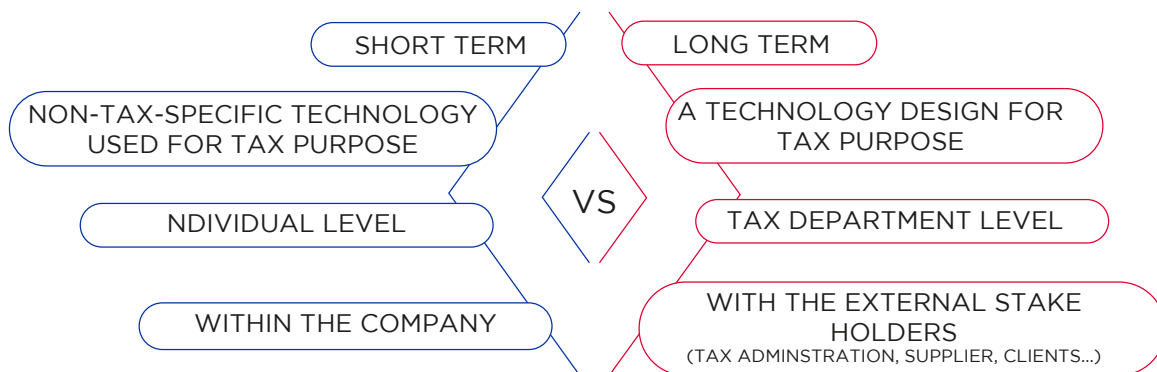 SHORT TERM
LONG TERM
NON-TAX-SPECIFIC TECHNOLOGY
USED FOR TAX PURPOSE
A TECHNOLOGY DESIGN FOR
TAX PURPOSE
VS
NDIVIDUAL LEVEL
TAX DEPARTMENT LEVEL
WITHIN THE COMPANY
WITH THE EXTERNAL STAKE
HOLDERS
(TAX ADMINSTRATION, SUPPLIER, CLIENTS...)